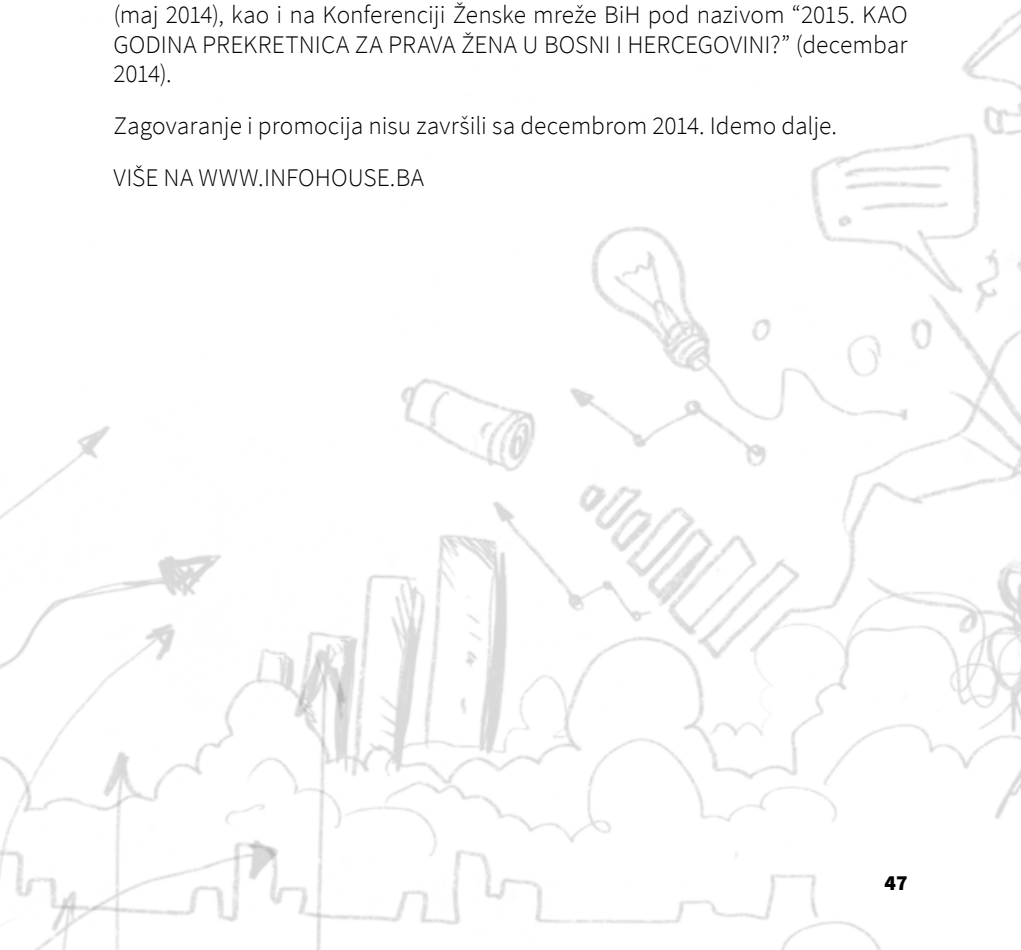 (maj 2014), kao i na Konferenciji Ženske mreže BiH pod nazivom “2015. KAO
GODINA PREKRETNICA ZA PRAVA ŽENA U BOSNI I HERCEGOVINI?” (decembar
2014).
Zagovaranje i promocija nisu završili sa decembrom 2014. Idemo dalje.
VIŠE NA WWW.INFOHOUSE.BA
47